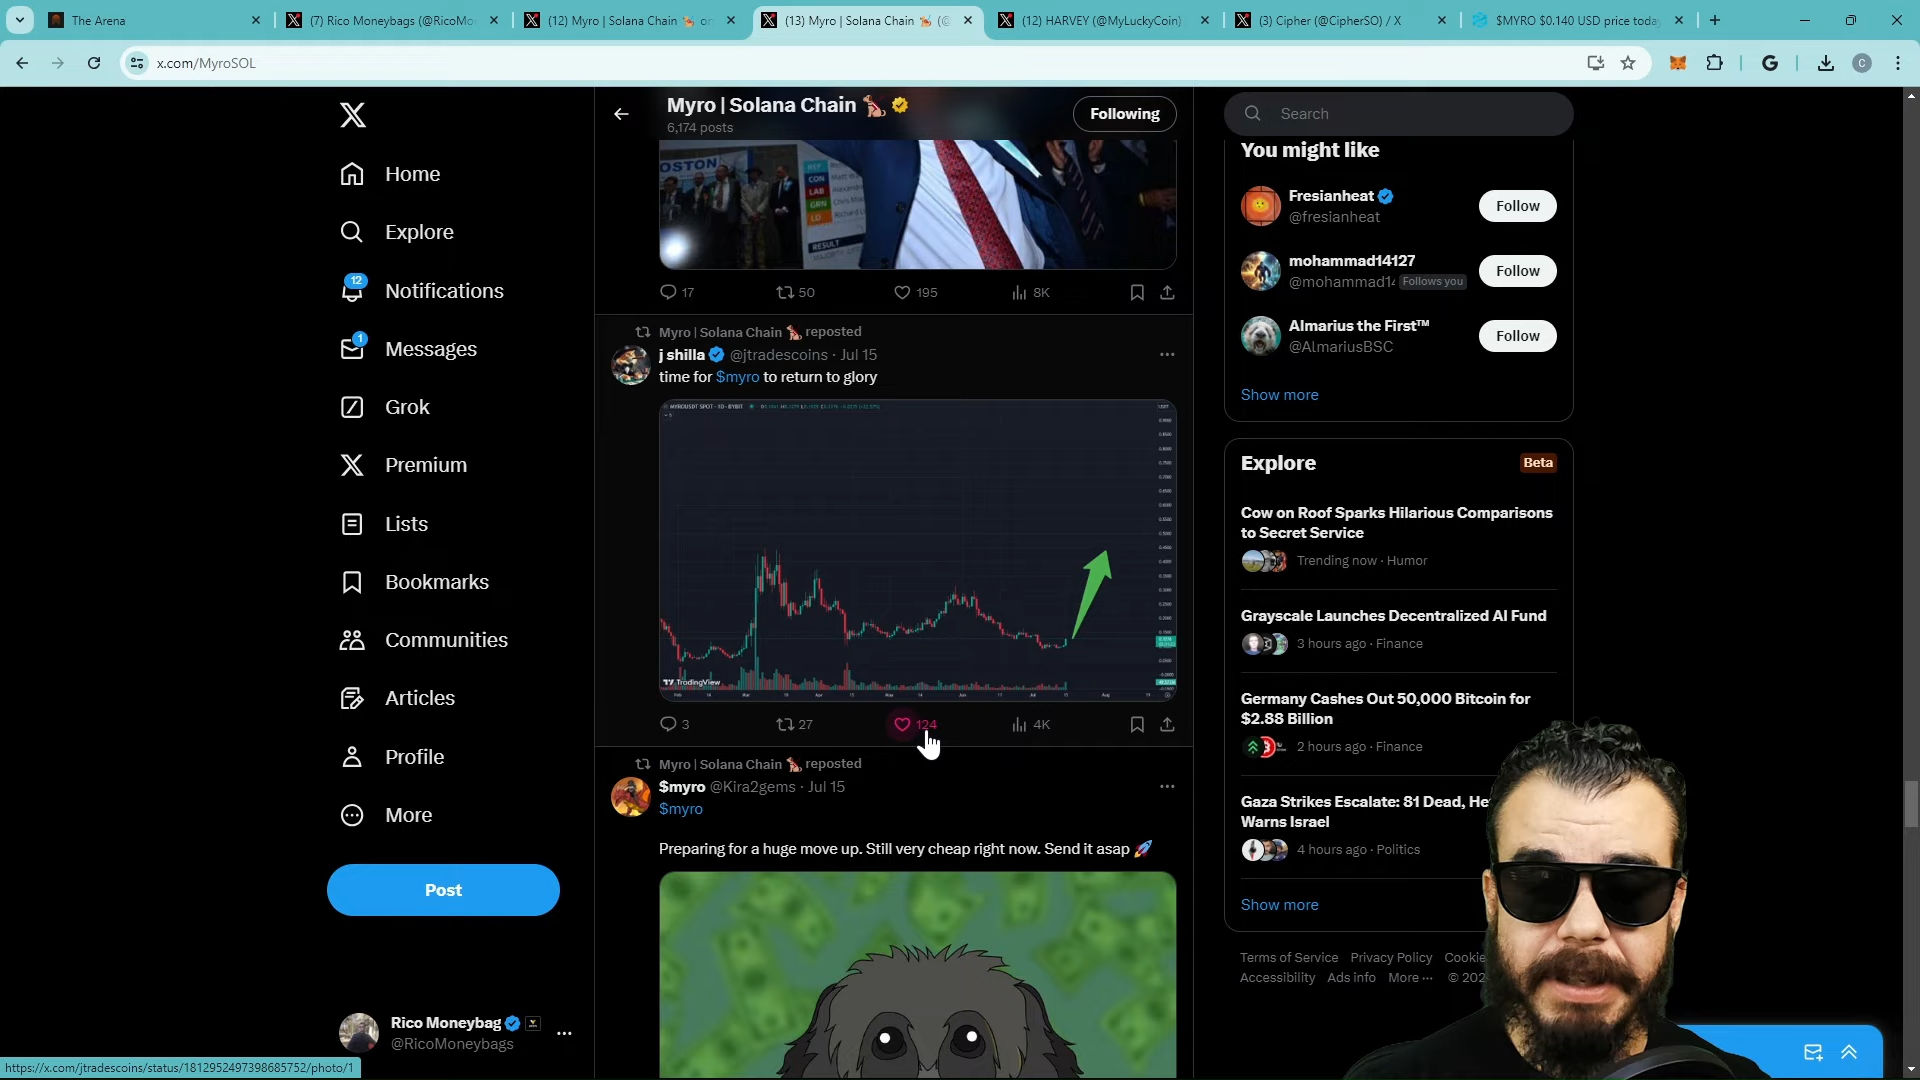 The Arena
(7) Rico Moneybags (@RicoMo
(12) Myro | Solana Chain
(13) Myro | Solana Chain (@
(12) HARVEY (@MyLuckyCoin)
(3) Cipher (@CipherSO) / X
$MYRO $0.140 USD price toda
x.com/MyroSOL
Myro | Solana Chain
6,174 posts
Following
Search
Home
Explore
12
Notifications
1
Messages
Grok
Premium
Lists
Bookmarks
Communities
Articles
Profile
More
Post
Rico Moneybag
@RicoMoneybags
17 50 195 8K
Myro | Solana Chain reposted
j shilla @jtradescoins · Jul 15
time for $myro to return to glory
TradingView
3 27 124 4K
Myro | Solana Chain reposted
$myro @Kira2gems · Jul 15
$myro
Preparing for a huge move up. Still very cheap right now. Send it asap 🚀
You might like
Fresianheat
@fresianheat
Follow
mohammad14127
@mohammad14 Follows you
Follow
Almarius the First™
@AlmariusBSC
Follow
Show more
Explore
Beta
Cow on Roof Sparks Hilarious Comparisons
to Secret Service
Trending now · Humor
Grayscale Launches Decentralized AI Fund
3 hours ago · Finance
Germany Cashes Out 50,000 Bitcoin for
$2.88 Billion
2 hours ago · Finance
Gaza Strikes Escalate: 81 Dead, He
Warns Israel
4 hours ago · Politics
Show more
Terms of Service Privacy Policy Cookie
Accessibility Ads info More ··· © 202
https://x.com/jtradescoins/status/1812952497398685752/photo/1